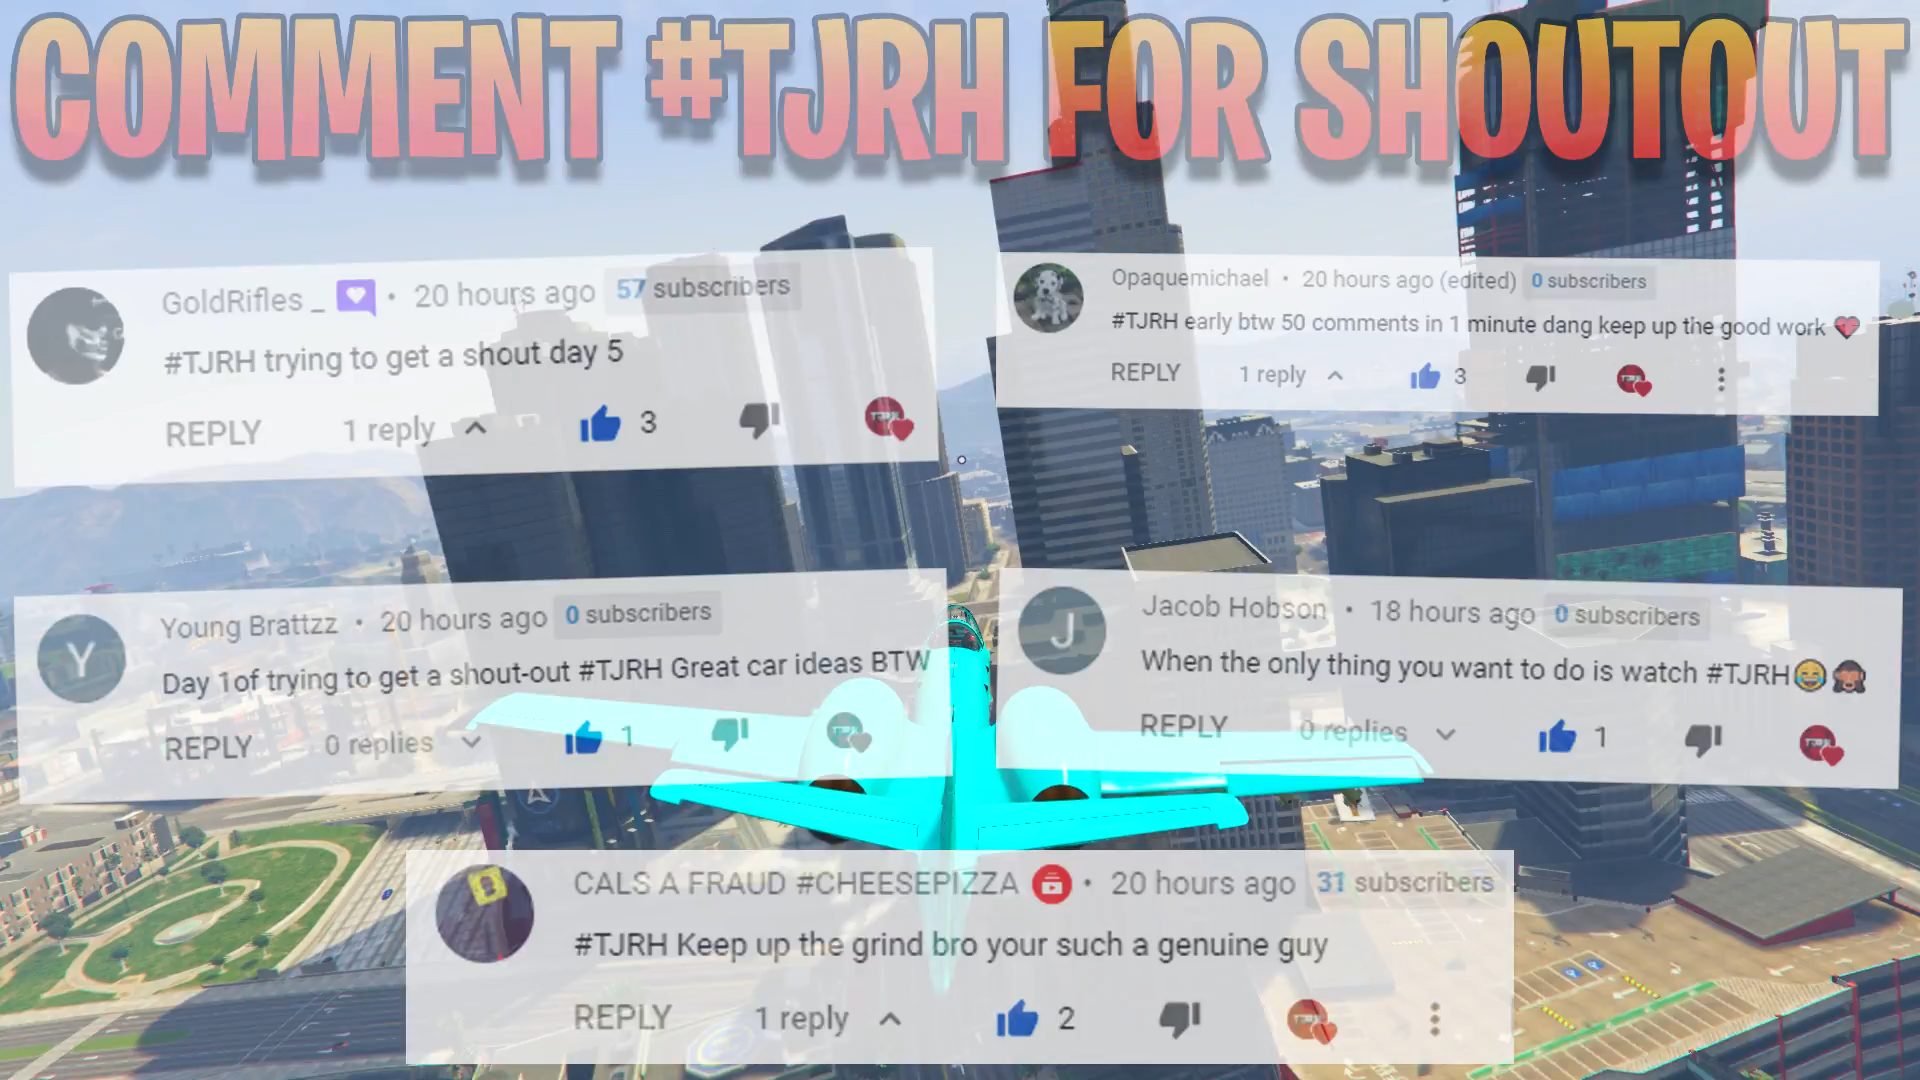 COMMENT #TJRH FOR SHOUTOUT
GoldRifles _ • 20 hours ago 57 subscribers
#TJRH trying to get a shout day 5
REPLY 1 reply 3
Opaquemichael • 20 hours ago (edited) 0 subscribers
#TJRH early btw 50 comments in 1 minute dang keep up the good work ❤
REPLY 1 reply 3
Young Brattzz • 20 hours ago 0 subscribers
Day 1of trying to get a shout-out #TJRH Great car ideas BTW
REPLY 0 replies 1
Y
Jacob Hobson • 18 hours ago 0 subscribers
When the only thing you want to do is watch #TJRH😂🙈
REPLY 0 replies 1
J
CALS A FRAUD #CHEESEPIZZA • 20 hours ago 31 subscribers
#TJRH Keep up the grind bro your such a genuine guy
REPLY 1 reply 2